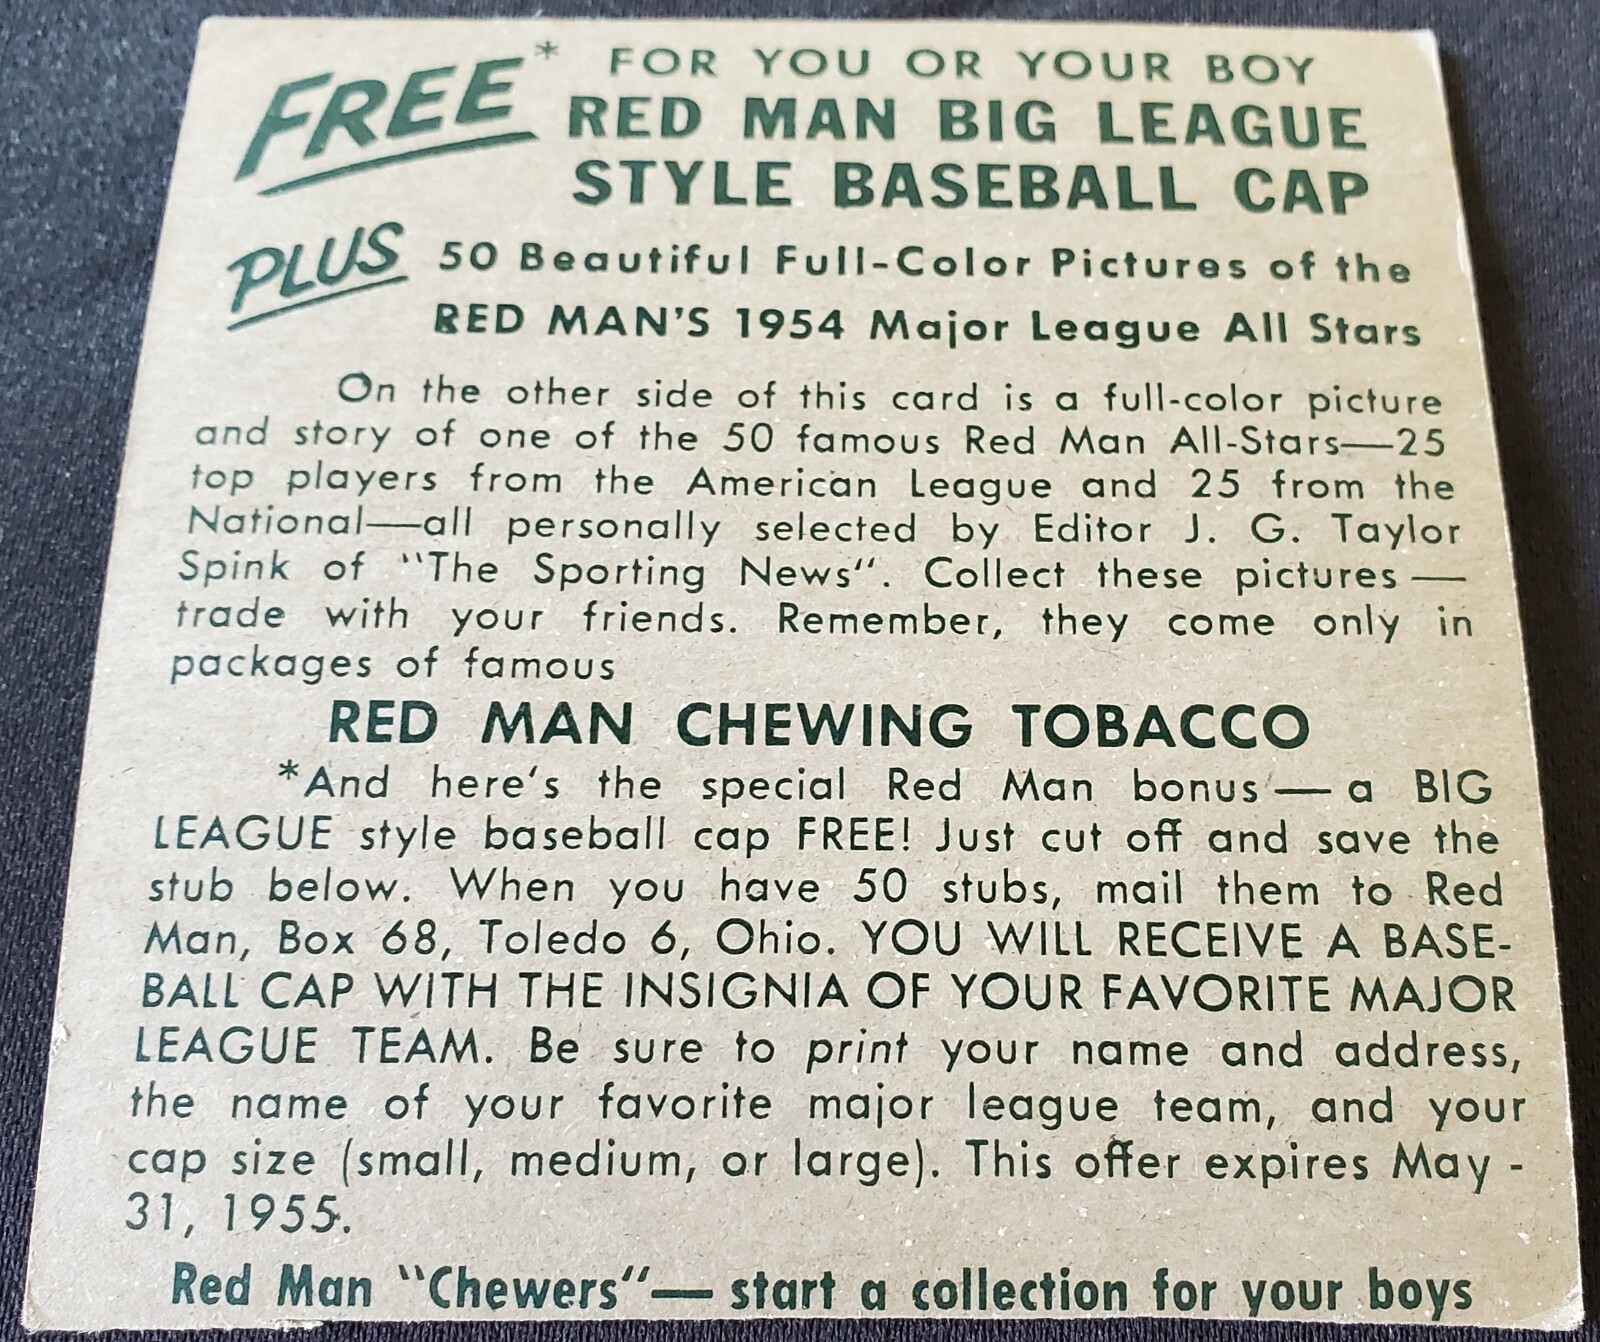 FREE* FOR YOU OR YOUR BOY
RED MAN BIG LEAGUE
STYLE BASEBALL CAP
PLUS 50 Beautiful Full-Color Pictures of the
RED MAN'S 1954 Major League All Stars
On the other side of this card is a full-color picture
and story of one of the 50 famous Red Man All-Stars—25
top players from the American League and 25 from the
National—all personally selected by Editor J. G. Taylor
Spink of "The Sporting News". Collect these pictures —
trade with your friends. Remember, they come only in
packages of famous
RED MAN CHEWING TOBACCO
*And here's the special Red Man bonus — a BIG
LEAGUE style baseball cap FREE! Just cut off and save the
stub below. When you have 50 stubs, mail them to Red
Man, Box 68, Toledo 6, Ohio. YOU WILL RECEIVE A BASE-
BALL CAP WITH THE INSIGNIA OF YOUR FAVORITE MAJOR
LEAGUE TEAM. Be sure to print your name and address,
the name of your favorite major league team, and your
cap size (small, medium, or large). This offer expires May -
31, 1955.
Red Man "Chewers"— start a collection for your boys